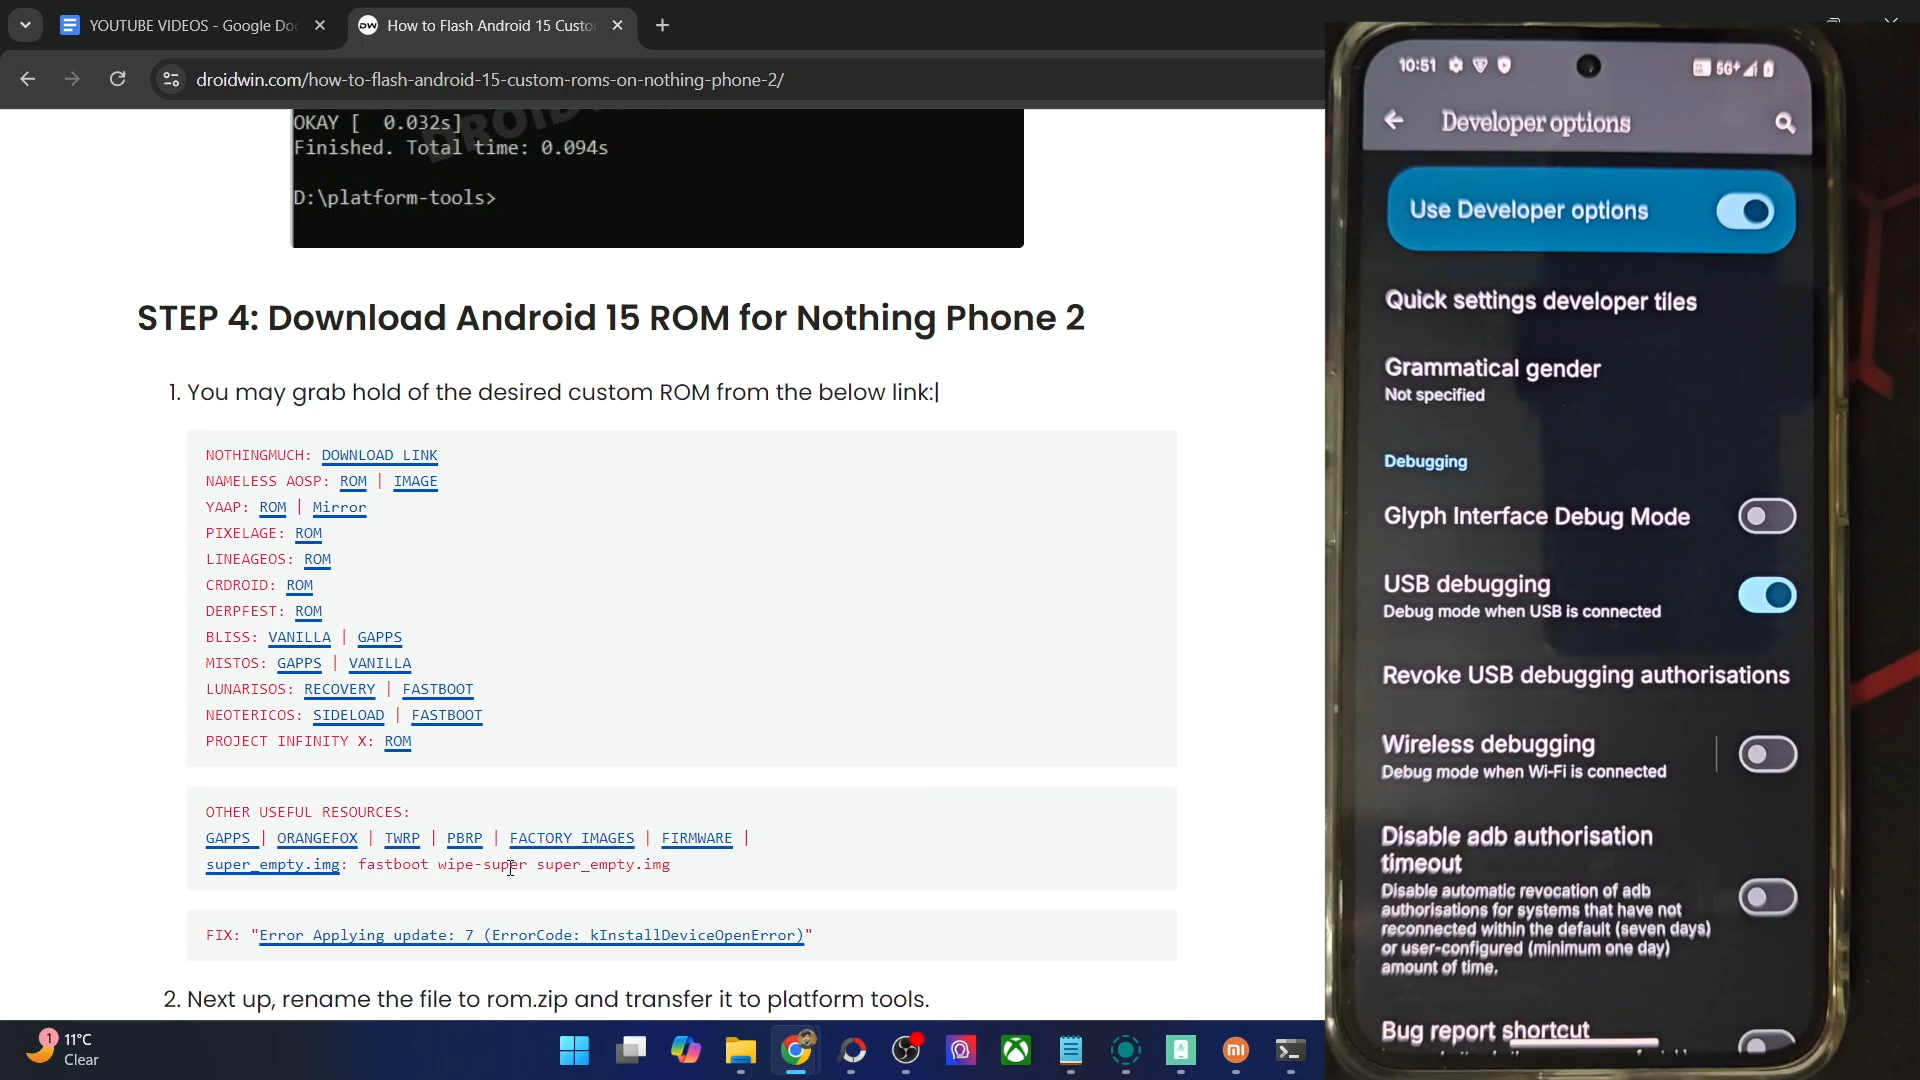 YOUTUBE VIDEOS - Google Doc
How to Flash Android 15 Custo
droidwin.com/how-to-flash-android-15-custom-roms-on-nothing-phone-2/
OKAY [  0.032s]
Finished. Total time: 0.094s
D:\platform-tools>
STEP 4: Download Android 15 ROM for Nothing Phone 2
1. You may grab hold of the desired custom ROM from the below link:
NOTHINGMUCH: DOWNLOAD LINK
NAMELESS AOSP: ROM | IMAGE
YAAP: ROM | Mirror
PIXELAGE: ROM
LINEAGEOS: ROM
CRDROID: ROM
DERPFEST: ROM
BLISS: VANILLA | GAPPS
MISTOS: GAPPS | VANILLA
LUNARISOS: RECOVERY | FASTBOOT
NEOTERICOS: SIDELOAD | FASTBOOT
PROJECT INFINITY X: ROM
OTHER USEFUL RESOURCES:
GAPPS | ORANGEFOX | TWRP | PBRP | FACTORY IMAGES | FIRMWARE |
super_empty.img: fastboot wipe-super super_empty.img
FIX: "Error Applying update: 7 (ErrorCode: kInstallDeviceOpenError)"
2. Next up, rename the file to rom.zip and transfer it to platform tools.
1
11°C
Clear
10:51
5G+
Developer options
Use Developer options
Quick settings developer tiles
Grammatical gender
Not specified
Debugging
Glyph Interface Debug Mode
USB debugging
Debug mode when USB is connected
Revoke USB debugging authorisations
Wireless debugging
Debug mode when Wi-Fi is connected
Disable adb authorisation
timeout
Disable automatic revocation of adb
authorisations for systems that have not
reconnected within the default (seven days)
or user-configured (minimum one day)
amount of time.
Bug report shortcut